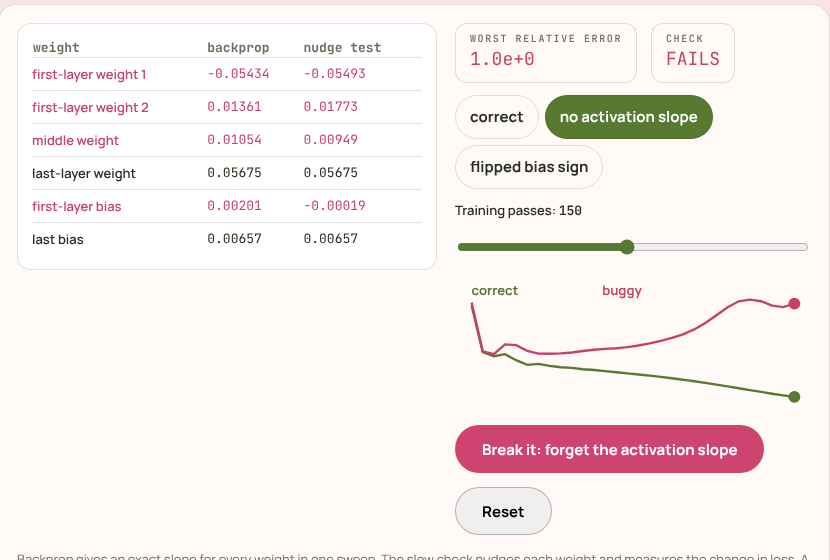 weight backprop nudge test
first-layer weight 1 -0.05434 -0.05493
first-layer weight 2 0.01361 0.01773
middle weight 0.01054 0.00949
last-layer weight 0.05675 0.05675
first-layer bias 0.00201 -0.00019
last bias 0.00657 0.00657
WORST RELATIVE ERROR
1.0e+0
CHECK
FAILS
correct
no activation slope
flipped bias sign
Training passes: 150
correct
buggy
Break it: forget the activation slope
Reset
Backprop gives an exact slope for every weight in one sweep. The slow check nudges each weight and measures the change in loss. A